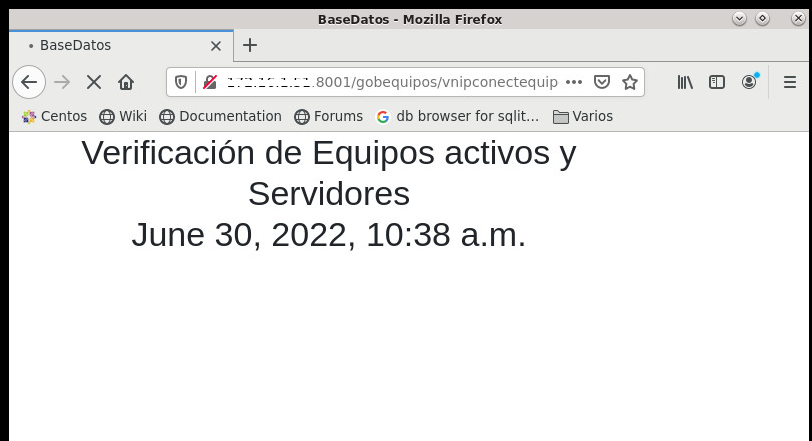 BaseDatos - Mozilla Firefox
BaseDatos
:8001/gobequipos/vnipconectequip
Centos Wiki Documentation Forums db browser for sqlit... Varios
Verificación de Equipos activos y
Servidores
June 30, 2022, 10:38 a.m.